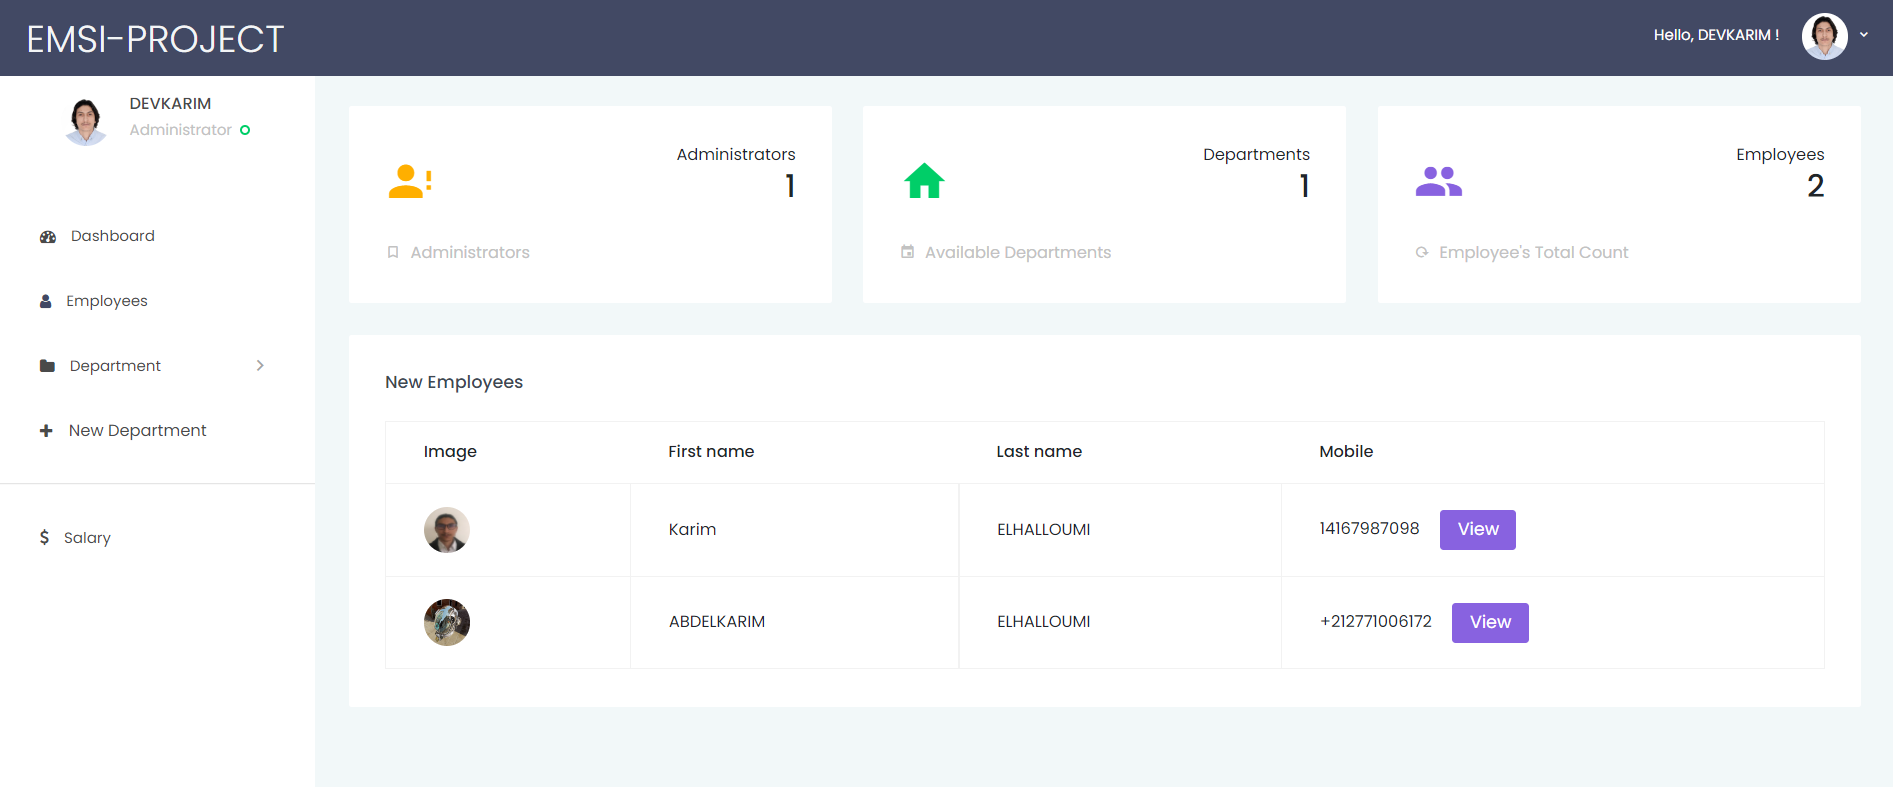 EMSI-PROJECT
Hello, DEVKARIM !
DEVKARIM
Administrator
Dashboard
Employees
Department
New Department
$ Salary
Administrators
1
Administrators
Departments
1
Available Departments
Employees
2
Employee's Total Count
New Employees
Image First name Last name Mobile
Karim ELHALLOUMI 14167987098 View
ABDELKARIM ELHALLOUMI +212771006172 View